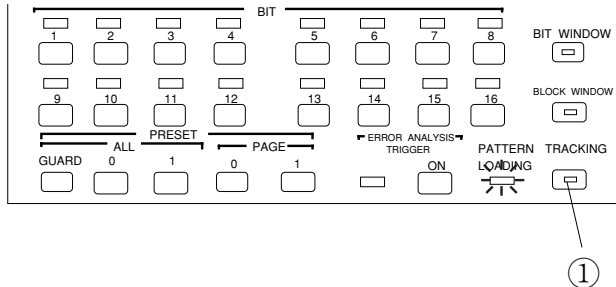 BIT
1 2 3 4 5 6 7 8 BIT WINDOW
9 10 11 12 13 14 15 16 BLOCK WINDOW
PRESET
ALL PAGE ERROR ANALYSIS
TRIGGER
GUARD 0 1 0 1 ON PATTERN LOADING TRACKING
①